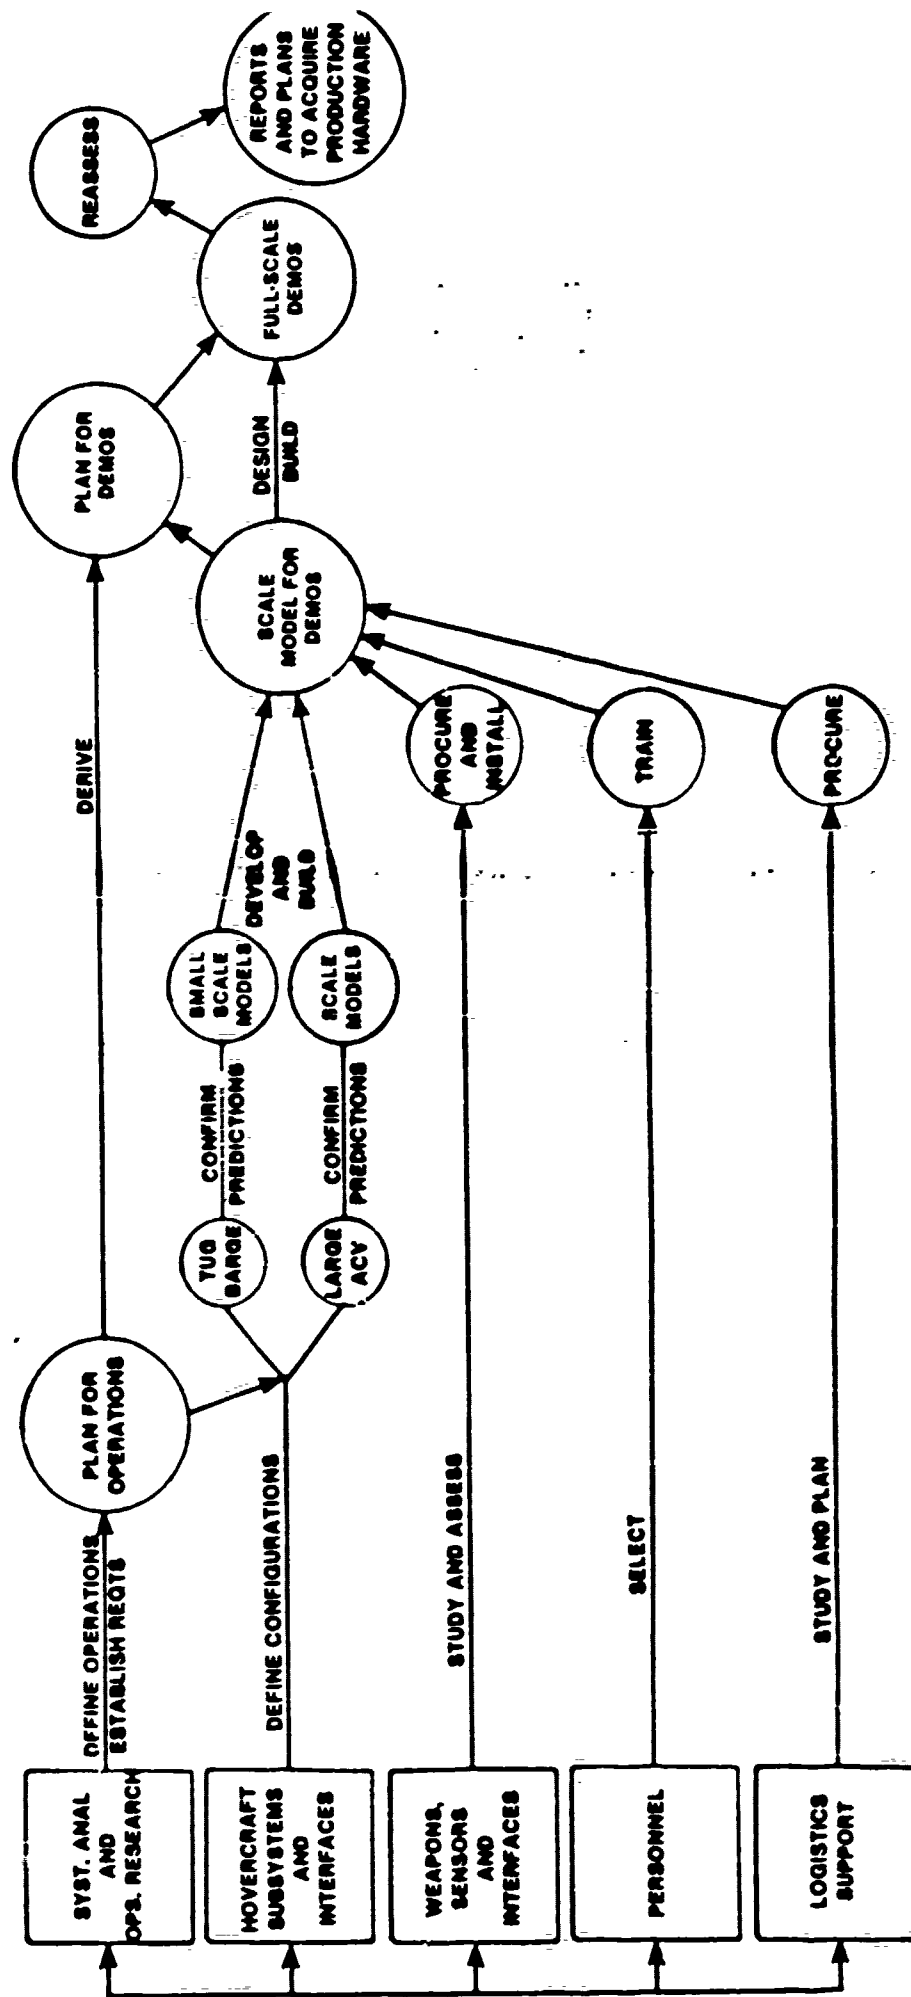 SYST. ANAL
AND
OPS. RESEARCH
DEFINE OPERATIONS
ESTABLISH REQTS
PLAN FOR
OPERATIONS
DERIVE
PLAN FOR
DEMOS
REASSESS
HOVERCRAFT
SUBSYSTEMS
AND
INTERFACES
DEFINE CONFIGURATIONS
TUG
BARGE
CONFIRM
PREDICTIONS
SMALL
SCALE
MODELS
LARGE
ACV
CONFIRM
PREDICTIONS
SCALE
MODELS
DEVELOP
AND
BUILD
SCALE
MODEL FOR
DEMOS
DESIGN
BUILD
FULL-SCALE
DEMOS
REPORTS
AND PLANS
TO ACQUIRE
PRODUCTION
HARDWARE
WEAPONS,
SENSORS
AND
INTERFACES
STUDY AND ASSESS
PROCURE
AND
INSTALL
PERSONNEL
SELECT
TRAIN
LOGISTICS
SUPPORT
STUDY AND PLAN
PROCURE